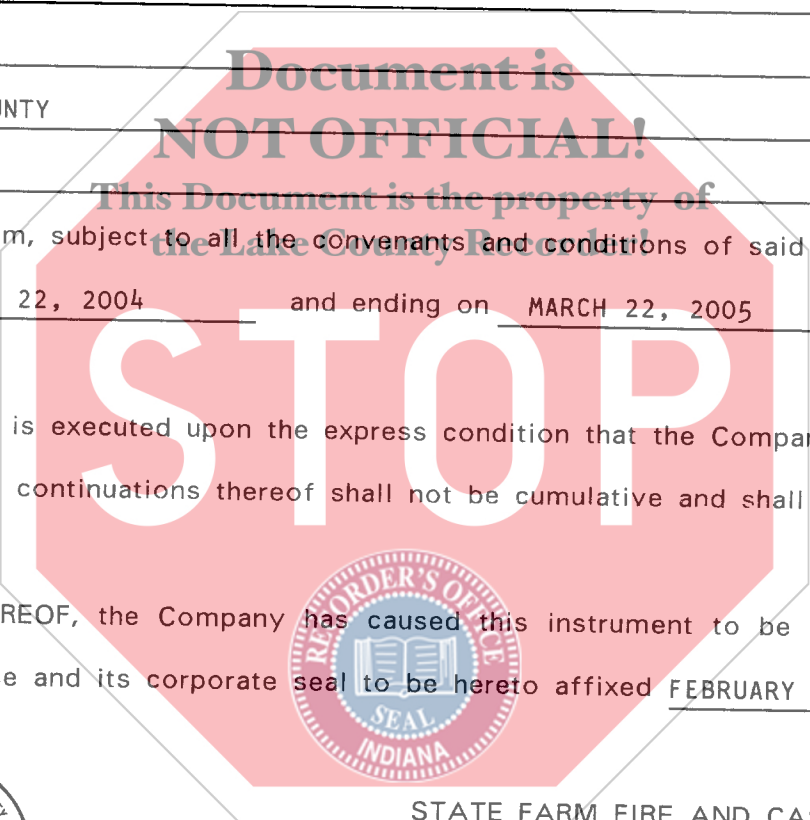 Document is
UNTY
NOT OFFICIAL!
This Document is the property of
the Lake County Recorder!
m, subject to all the convenants and conditions of said
22, 2004 and ending on MARCH 22, 2005
STOP
is executed upon the express condition that the Compan
continuations thereof shall not be cumulative and shall
RECORDER'S OFFICE
REOF, the Company has caused this instrument to be
e and its corporate seal to be hereto affixed FEBRUARY
SEAL
INDIANA
STATE FARM FIRE AND CA